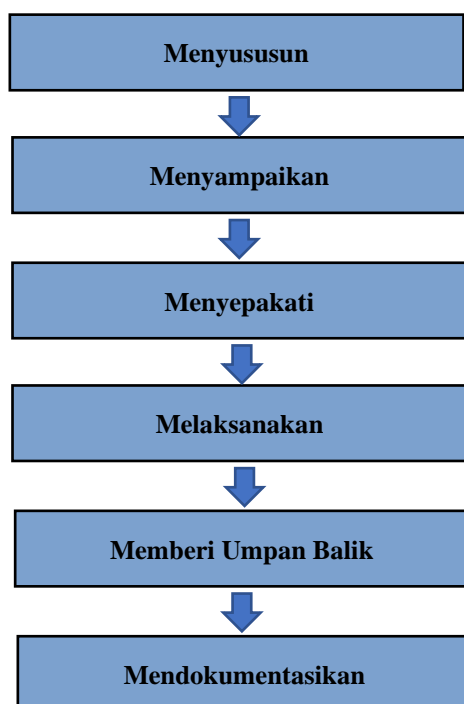 Menyususun
Menyampaikan
Menyepakati
Melaksanakan
Memberi Umpan Balik
Mendokumentasikan